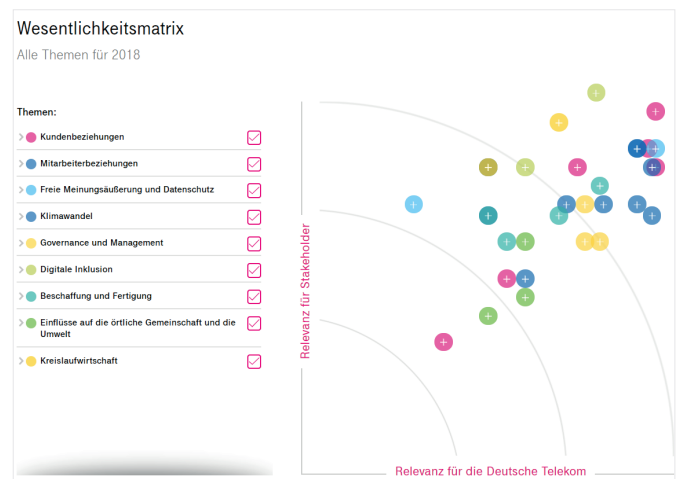 Wesentlichkeitsmatrix
Alle Themen für 2018
Themen:
Kundenbeziehungen
Mitarbeiterbeziehungen
Freie Meinungsäußerung und Datenschutz
Klimawandel
Governance und Management
Digitale Inklusion
Beschaffung und Fertigung
Einflüsse auf die örtliche Gemeinschaft und die
Umwelt
Kreislaufwirtschaft
Relevanz für Stakeholder
Relevanz für die Deutsche Telekom